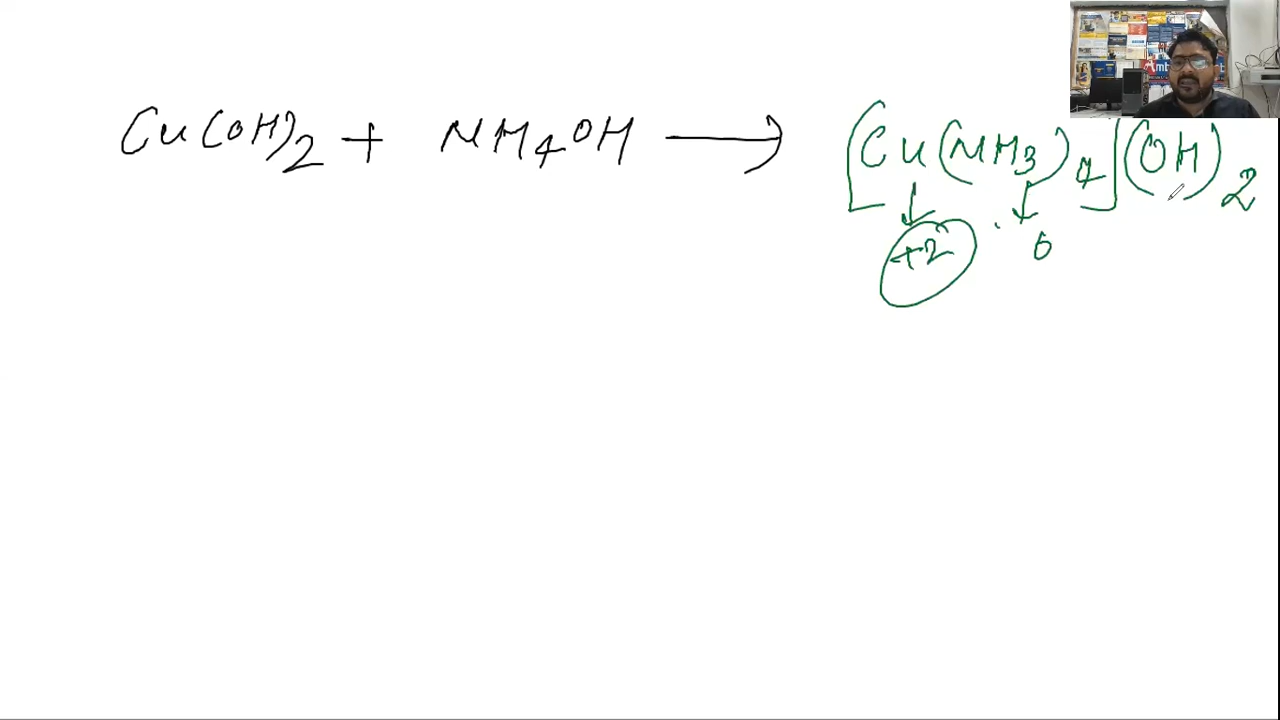 Cu(OH)2 + NH4OH → [Cu(NH3)4](OH)2
↓ ↓
+2 0